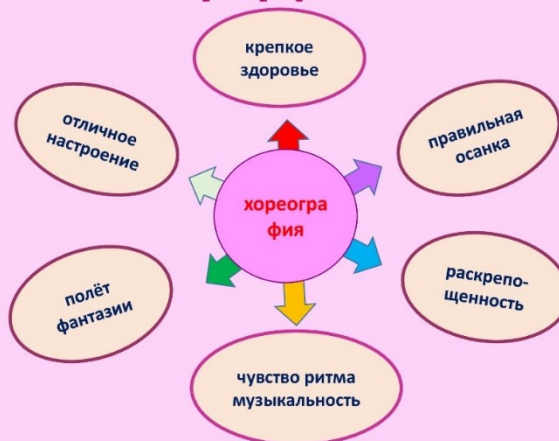 крепкое
здоровье
отличное
настроение
правильная
осанка
хореогра
фия
полёт
фантазии
раскрепо-
щенность
чувство ритма
музыкальность